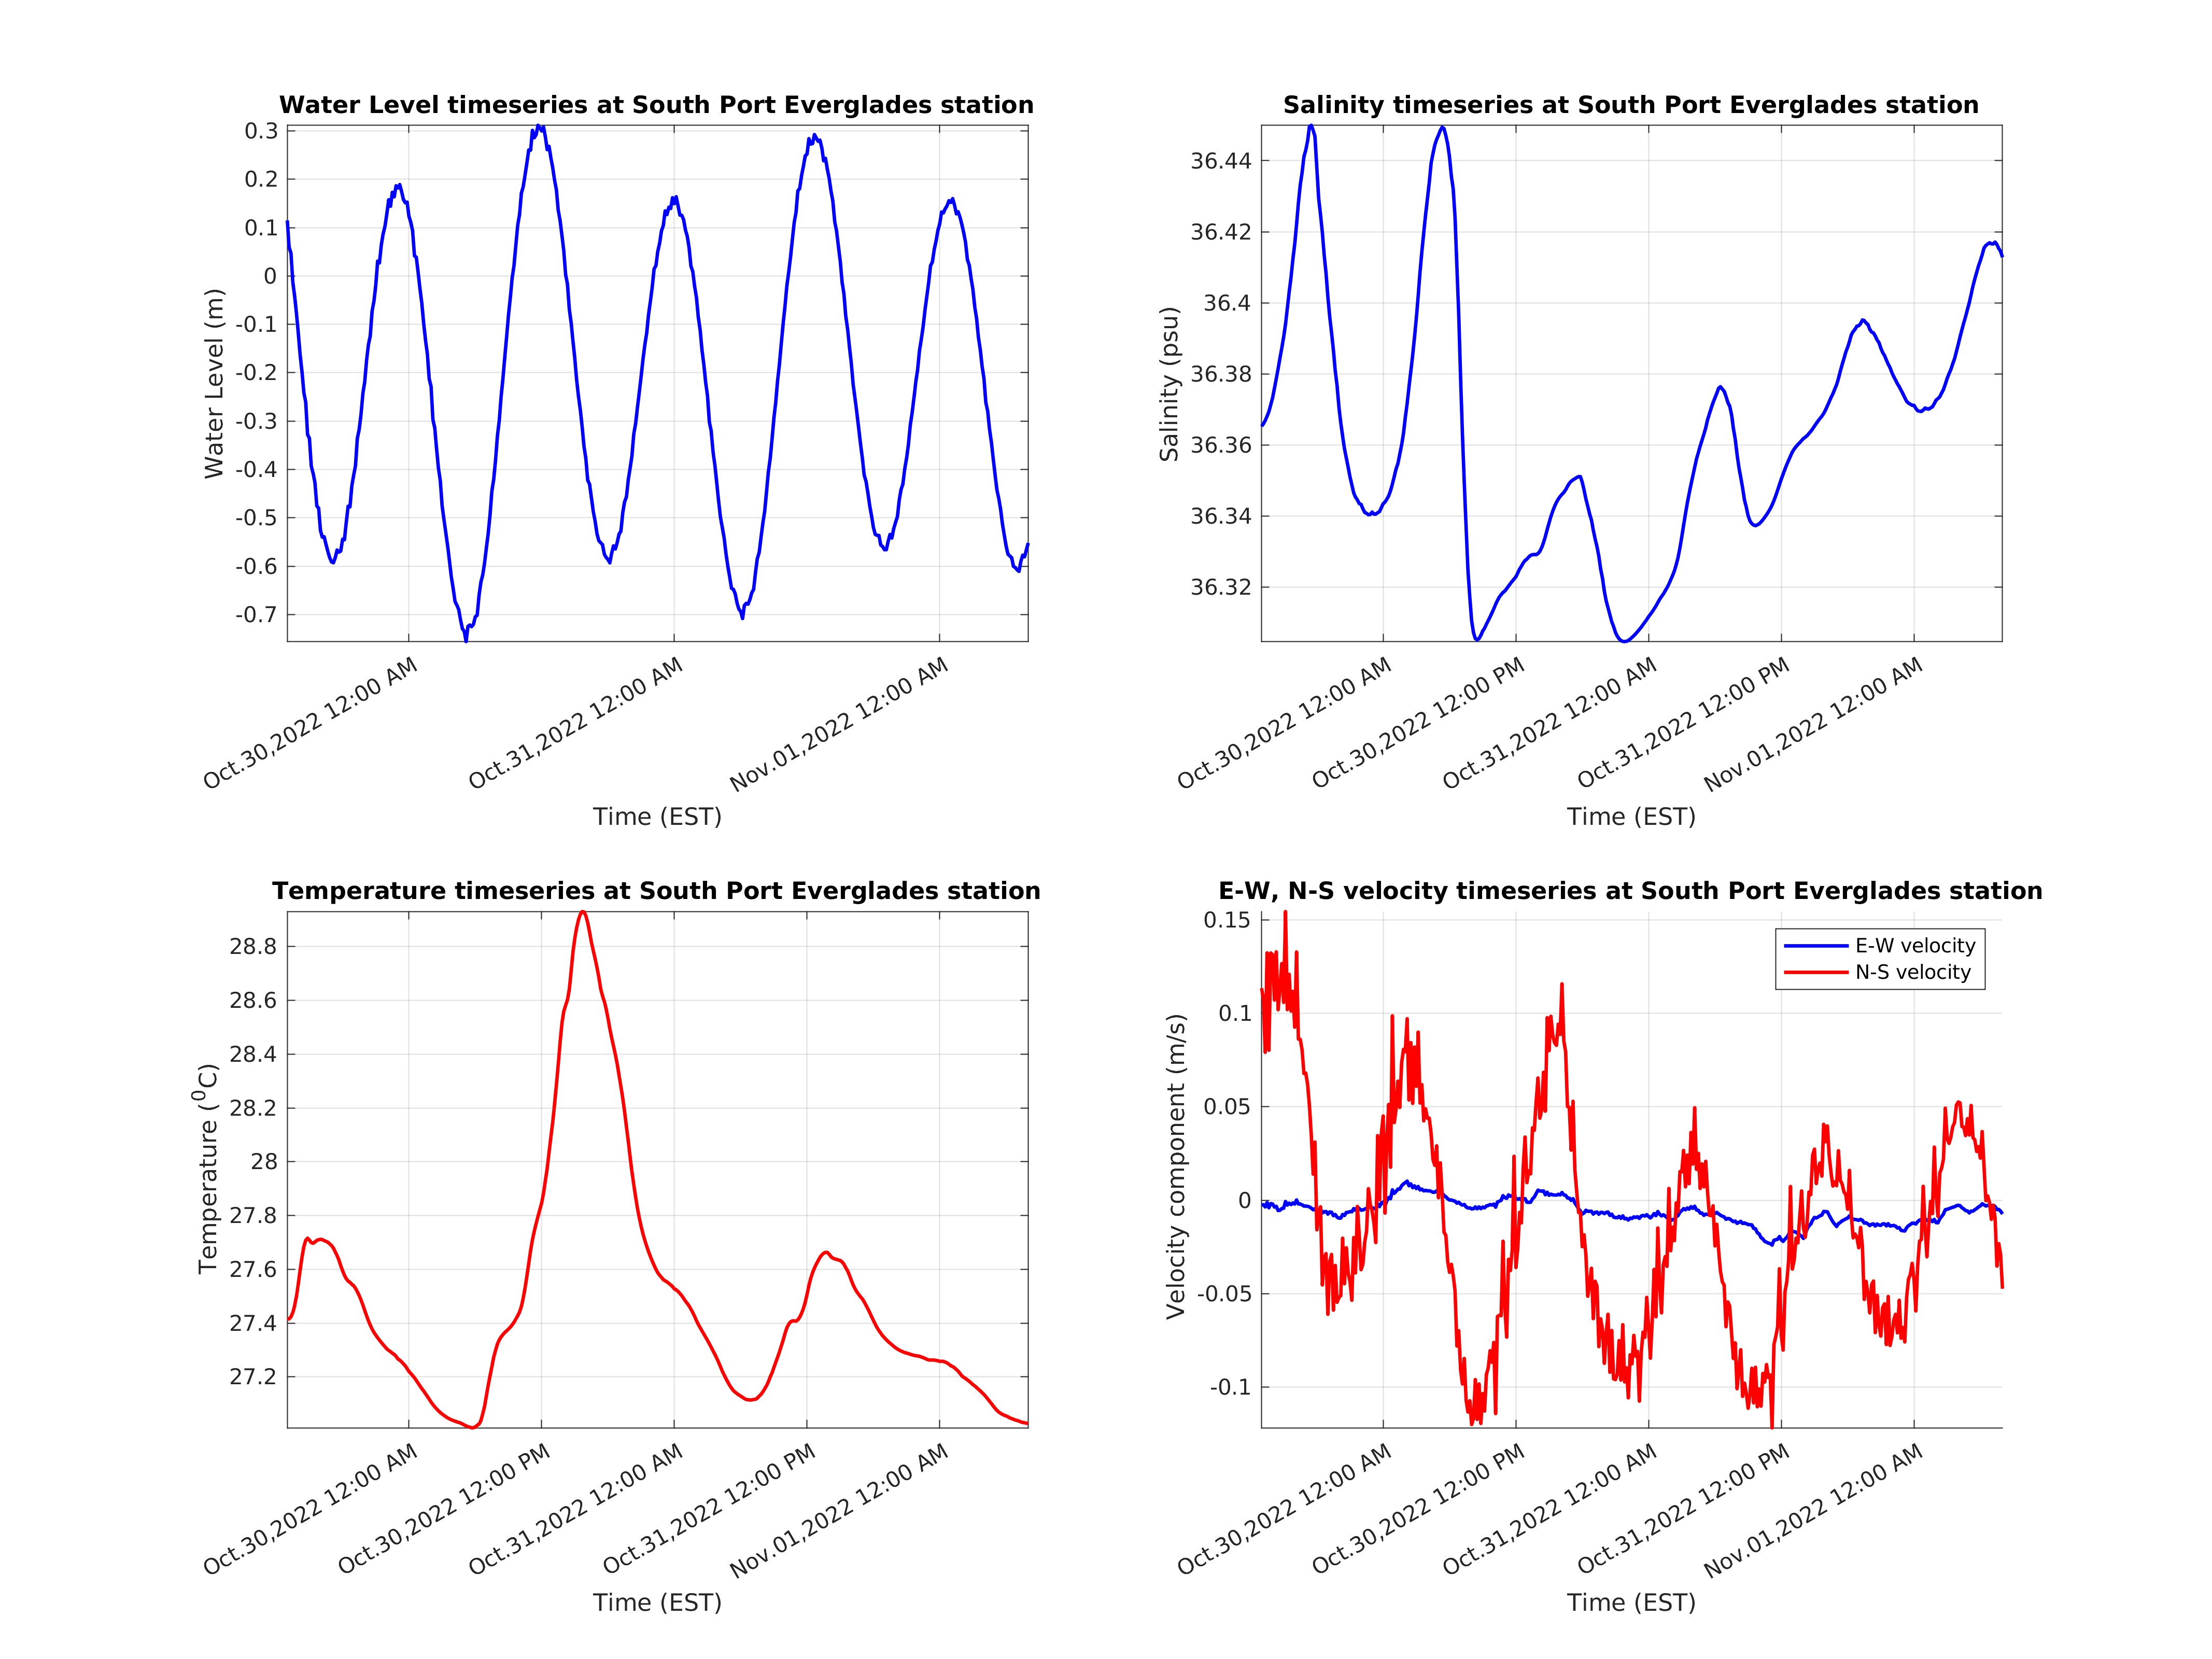 Water Level timeseries at South Port Everglades station
0.3
0.2
0.1
0
-0.1
-0.2
-0.3
-0.4
-0.5
-0.6
-0.7
Water Level (m)
Oct.30,2022 12:00 AM
Oct.31,2022 12:00 AM
Nov.01,2022 12:00 AM
Time (EST)
Salinity timeseries at South Port Everglades station
36.44
36.42
36.4
36.38
36.36
36.34
36.32
Salinity (psu)
Oct.30,2022 12:00 AM
Oct.30,2022 12:00 PM
Oct.31,2022 12:00 AM
Oct.31,2022 12:00 PM
Nov.01,2022 12:00 AM
Time (EST)
Temperature timeseries at South Port Everglades station
28.8
28.6
28.4
28.2
28
27.8
27.6
27.4
27.2
Temperature (⁰C)
Oct.30,2022 12:00 AM
Oct.30,2022 12:00 PM
Oct.31,2022 12:00 AM
Oct.31,2022 12:00 PM
Nov.01,2022 12:00 AM
Time (EST)
E-W, N-S velocity timeseries at South Port Everglades station
0.15
0.1
0.05
0
-0.05
-0.1
Velocity component (m/s)
E-W velocity
N-S velocity
Oct.30,2022 12:00 AM
Oct.30,2022 12:00 PM
Oct.31,2022 12:00 AM
Oct.31,2022 12:00 PM
Nov.01,2022 12:00 AM
Time (EST)